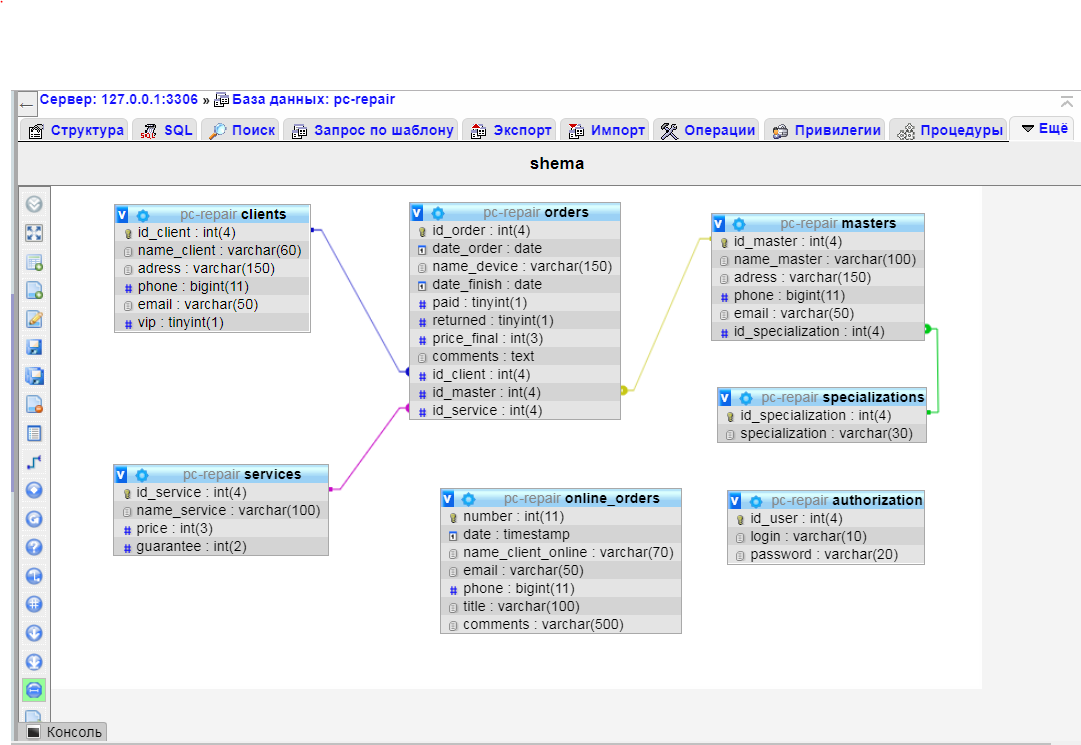 Сервер: 127.0.0.1:3306 » База данных: pc-repair
Структура SQL Поиск Запрос по шаблону Экспорт Импорт Операции Привилегии Процедуры Ещё
shema
pc-repair clients
id_client : int(4)
name_client : varchar(60)
adress : varchar(150)
phone : bigint(11)
email : varchar(50)
vip : tinyint(1)
pc-repair orders
id_order : int(4)
date_order : date
name_device : varchar(150)
date_finish : date
paid : tinyint(1)
returned : tinyint(1)
price_final : int(3)
comments : text
id_client : int(4)
id_master : int(4)
id_service : int(4)
pc-repair masters
id_master : int(4)
name_master : varchar(100)
adress : varchar(150)
phone : bigint(11)
email : varchar(50)
id_specialization : int(4)
pc-repair specializations
id_specialization : int(4)
specialization : varchar(30)
pc-repair services
id_service : int(4)
name_service : varchar(100)
price : int(3)
guarantee : int(2)
pc-repair online_orders
number : int(11)
date : timestamp
name_client_online : varchar(70)
email : varchar(50)
phone : bigint(11)
title : varchar(100)
comments : varchar(500)
pc-repair authorization
id_user : int(4)
login : varchar(10)
password : varchar(20)
Консоль